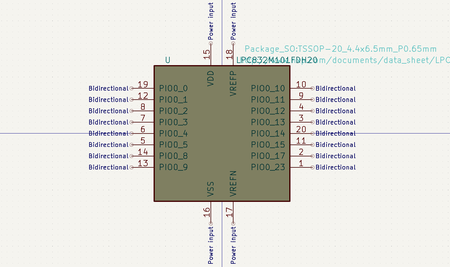 Power input
Power input
15
18
Package_SO:TSSOP-20_4.4x6.5mm_P0.65mm
U
LPC832M101FDH20
/documents/data_sheet/LPC
VDD
VREFP
Bidirectional 19 PIO0_0 PIO0_10 10 Bidirectional
Bidirectional 12 PIO0_1 PIO0_11 9 Bidirectional
Bidirectional 8 PIO0_2 PIO0_12 4 Bidirectional
Bidirectional 7 PIO0_3 PIO0_13 3 Bidirectional
Bidirectional 6 PIO0_4 PIO0_14 20 Bidirectional
Bidirectional 5 PIO0_5 PIO0_15 11 Bidirectional
Bidirectional 14 PIO0_8 PIO0_17 2 Bidirectional
Bidirectional 13 PIO0_9 PIO0_23 1 Bidirectional
VSS
VREFN
16
17
Power input
Power input